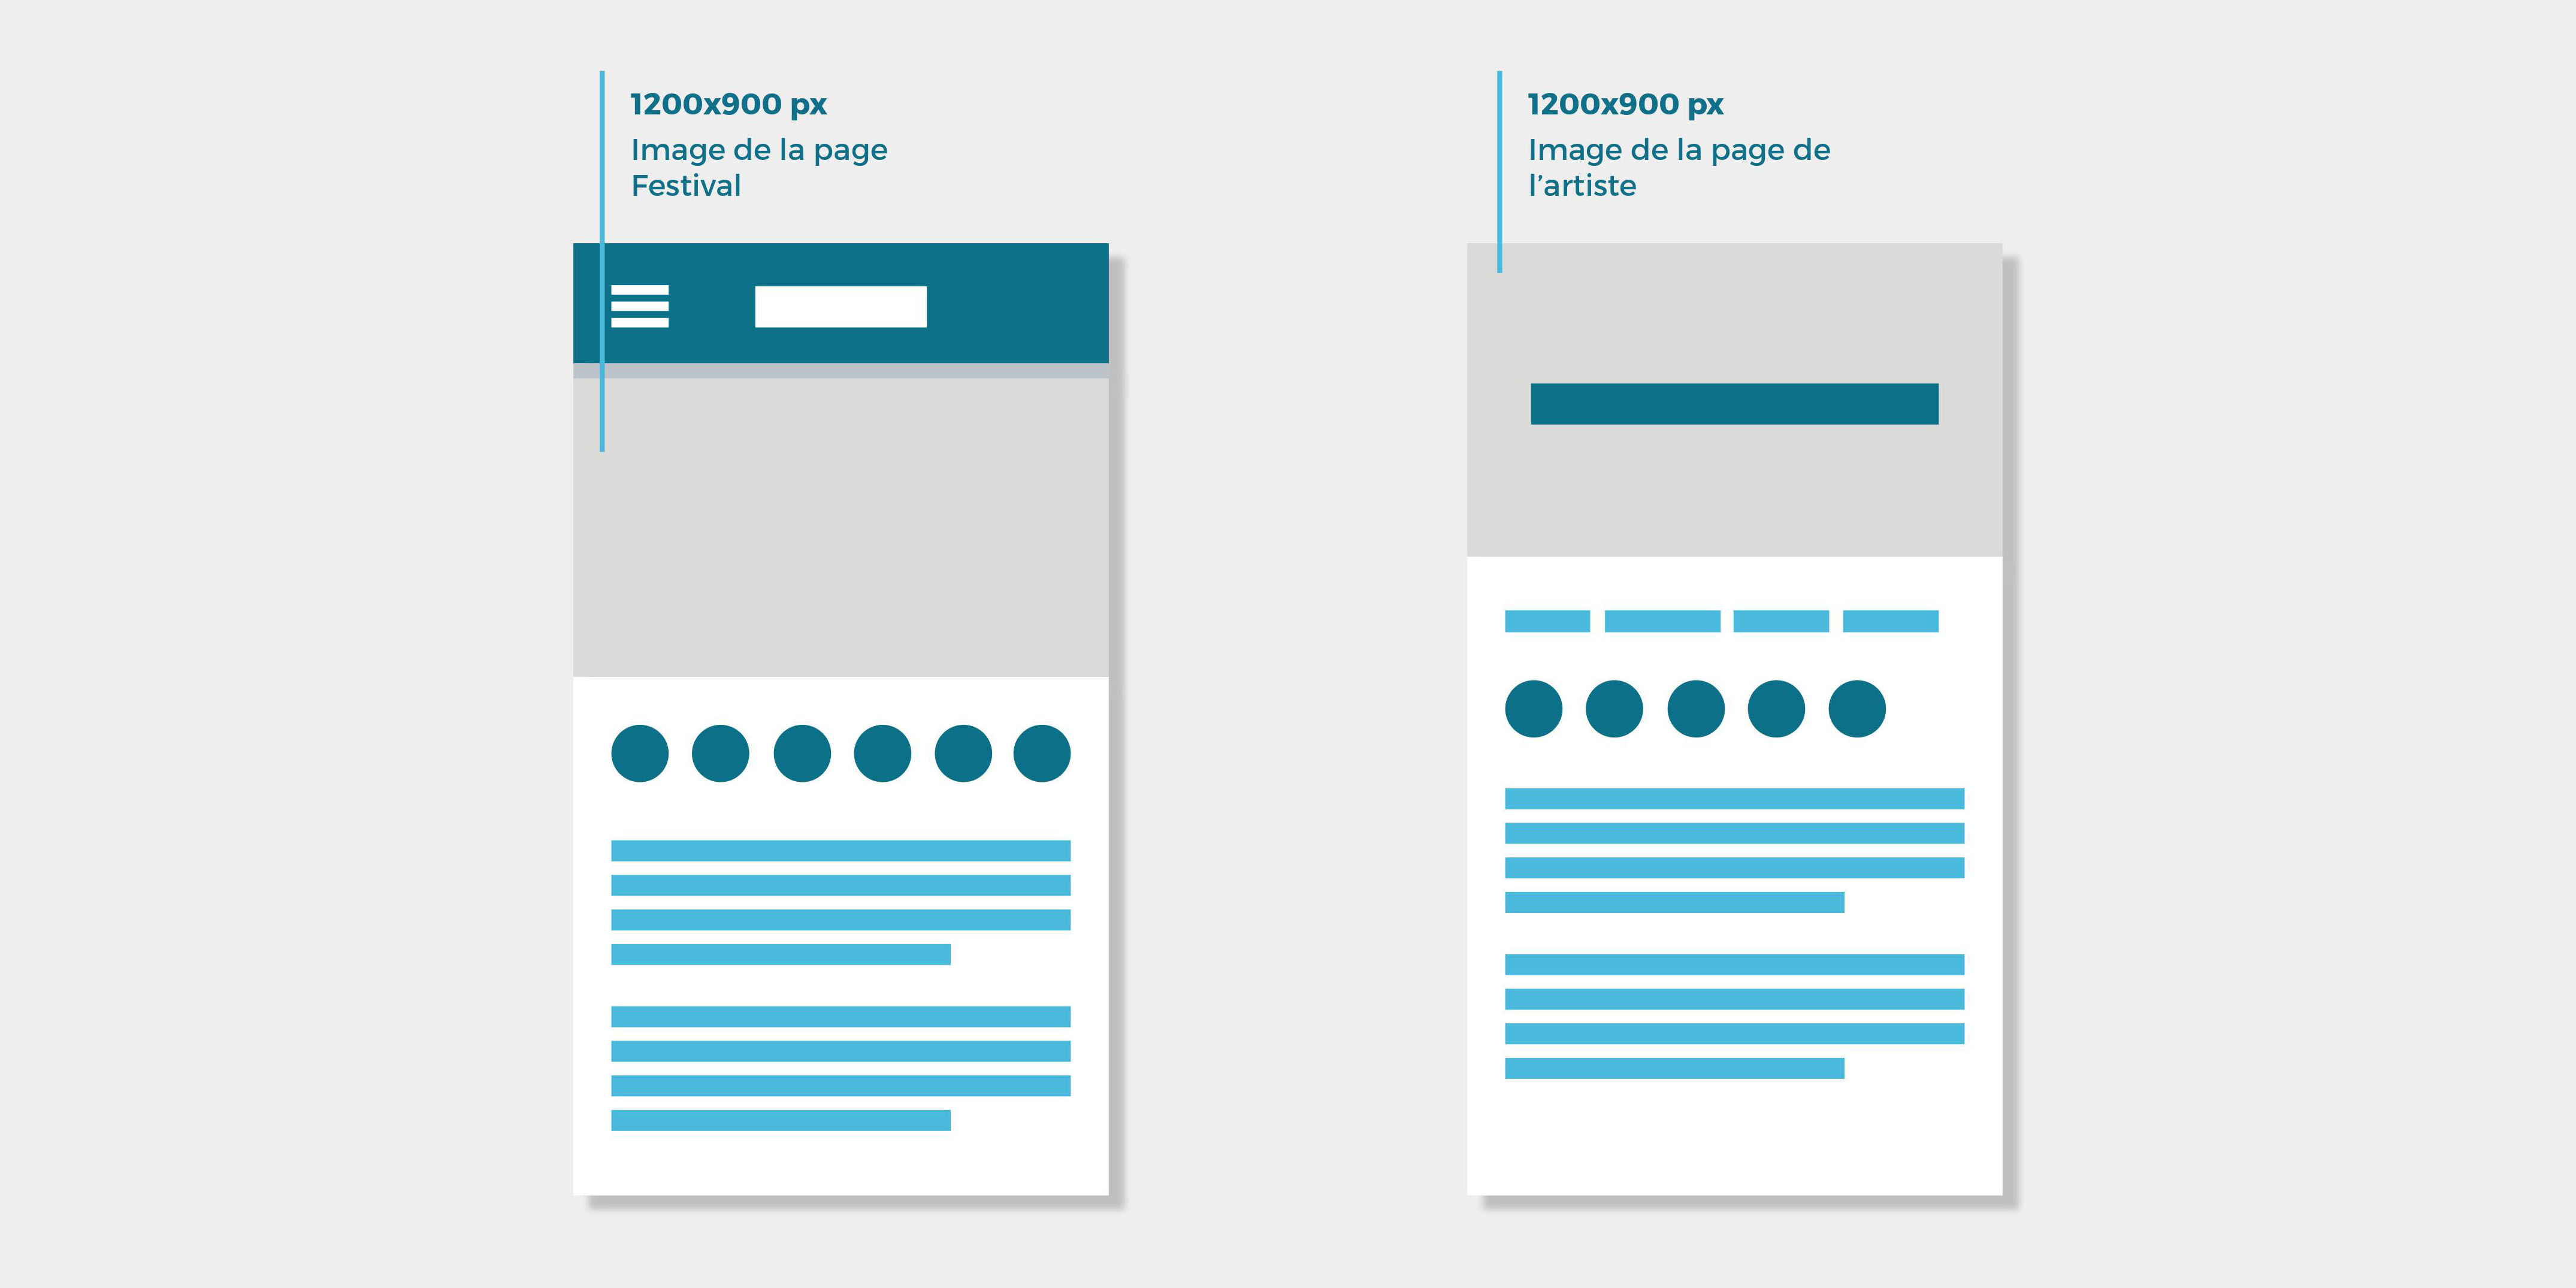 1200x900 px
Image de la page
Festival
1200x900 px
Image de la page de
l’artiste